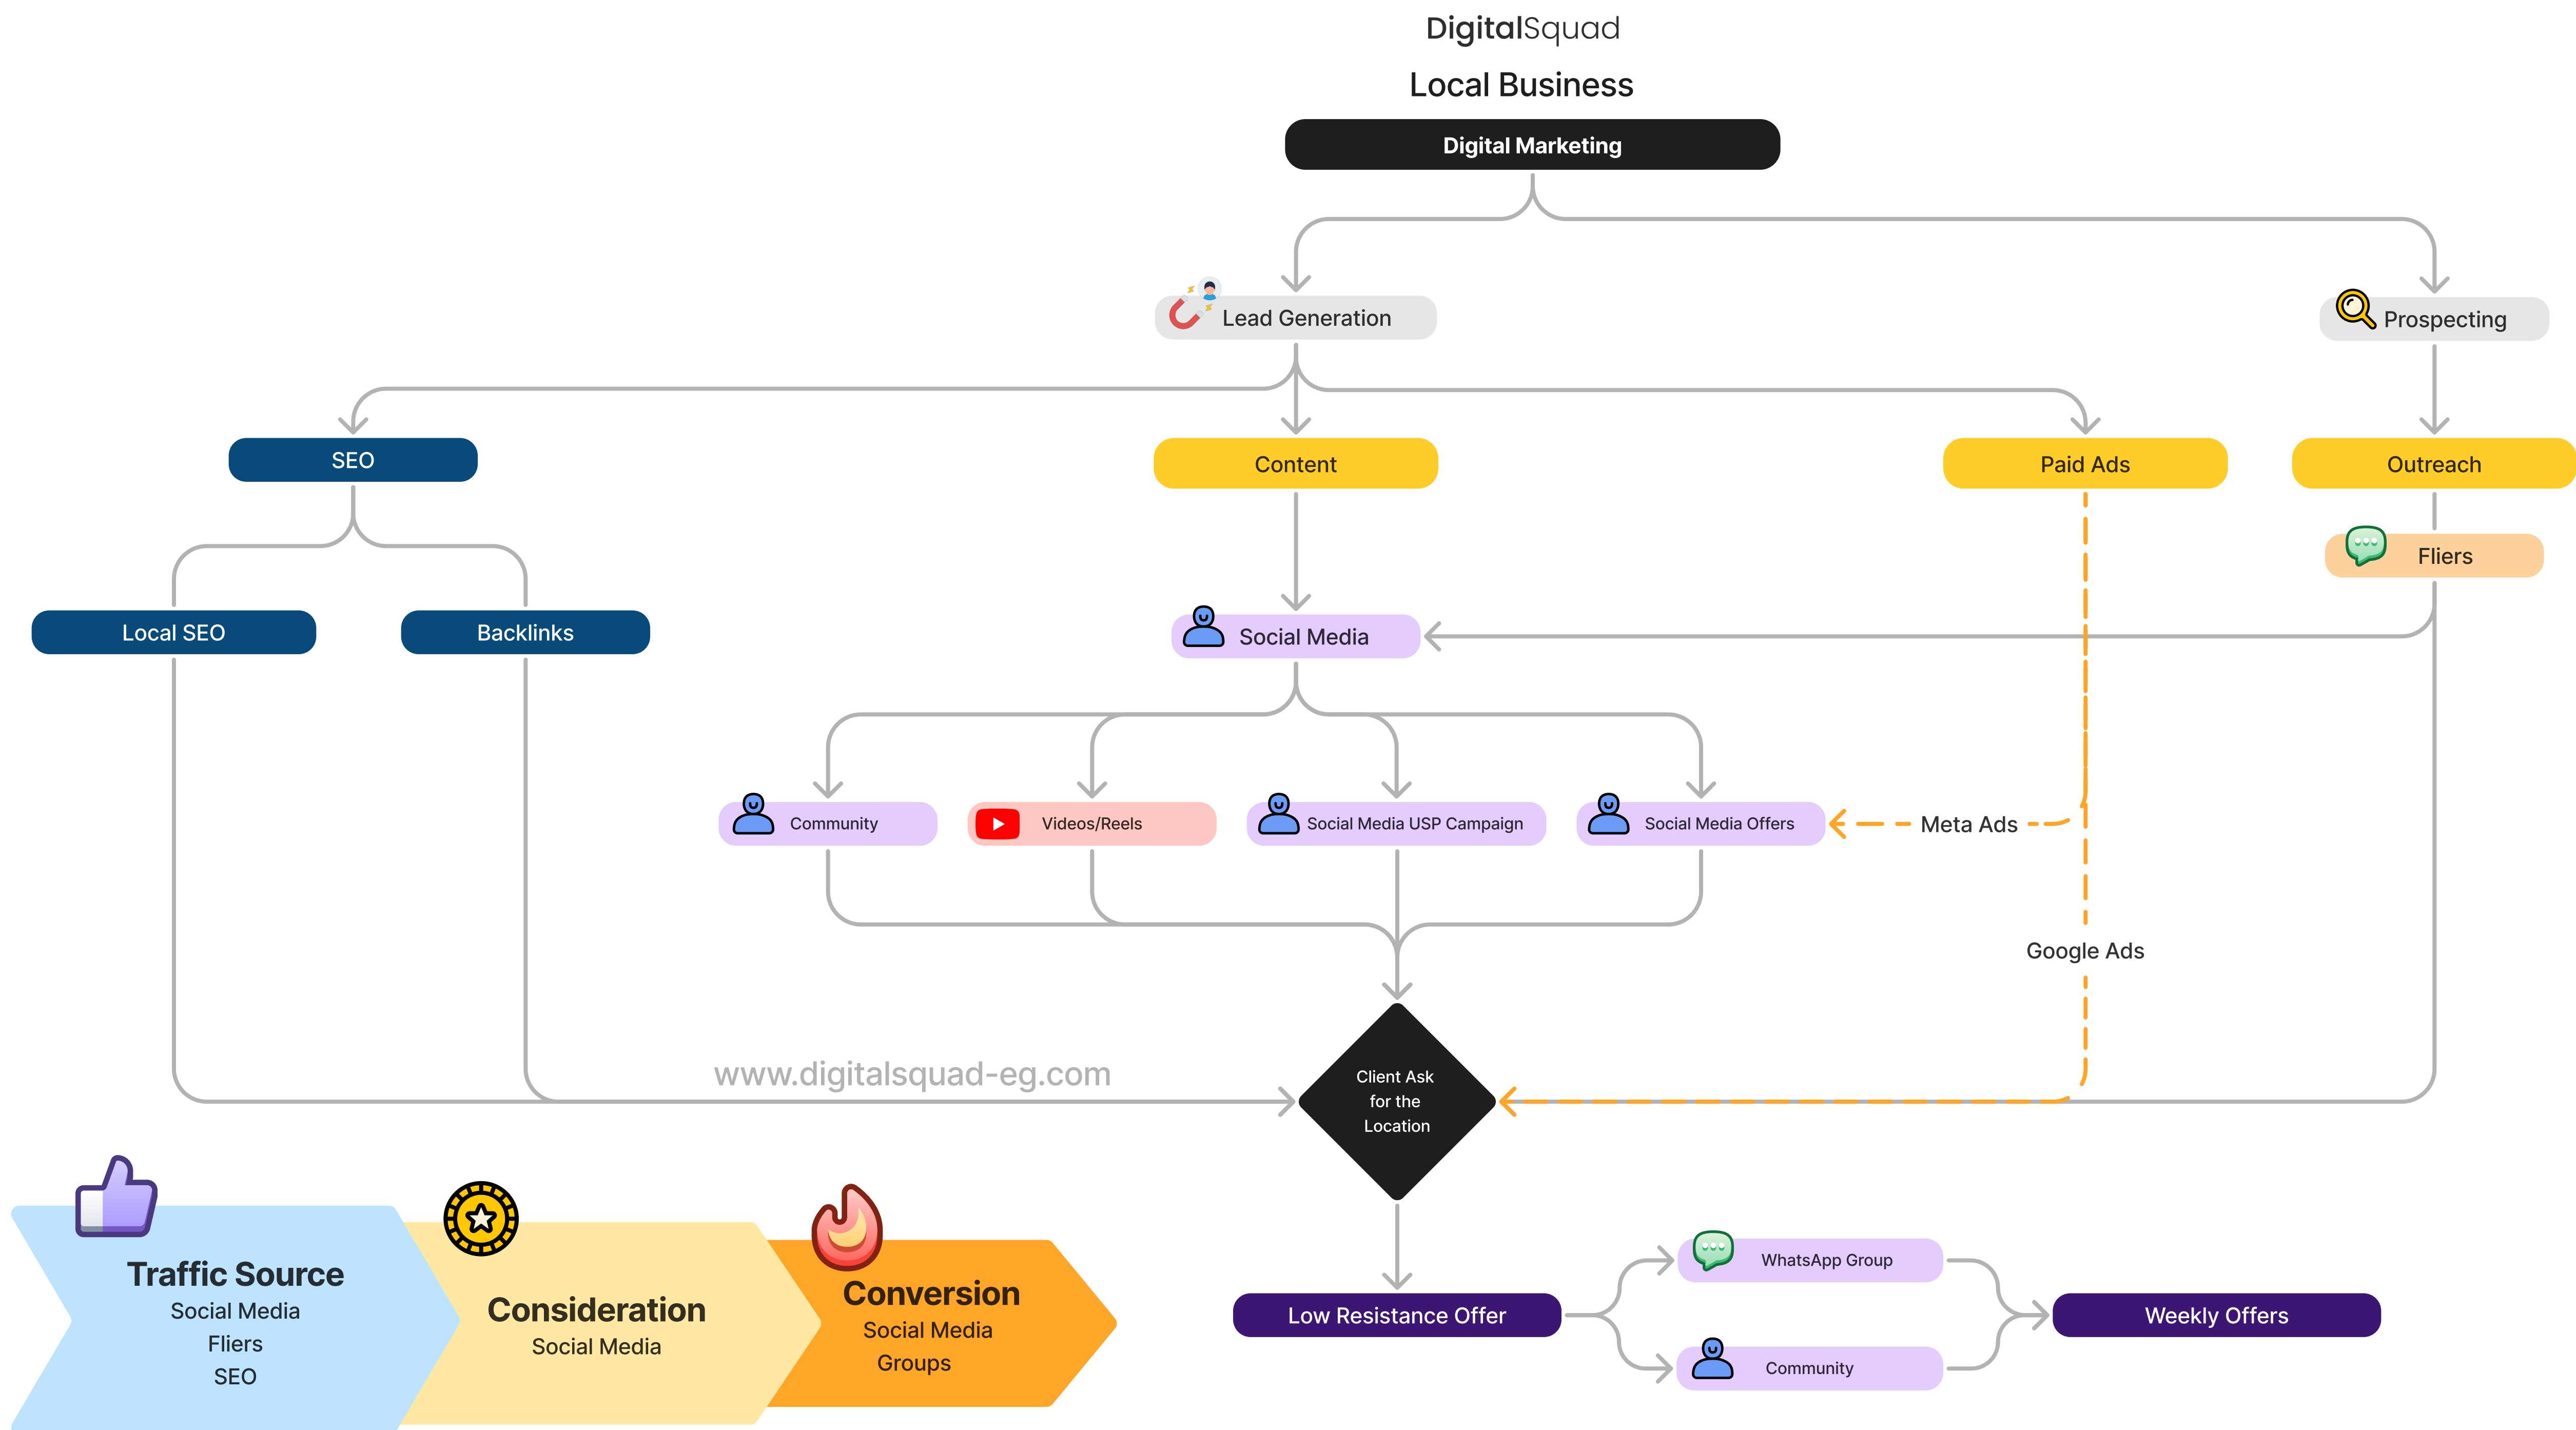 DigitalSquad
Local Business
Digital Marketing
Lead Generation
Prospecting
SEO
Content
Paid Ads
Outreach
Fliers
Local SEO
Backlinks
Social Media
Community
Videos/Reels
Social Media USP Campaign
Social Media Offers
Meta Ads
Google Ads
www.digitalsquad-eg.com
Client Ask
for the
Location
Traffic Source
Social Media
Fliers
SEO
Consideration
Social Media
Conversion
Social Media
Groups
Low Resistance Offer
WhatsApp Group
Community
Weekly Offers